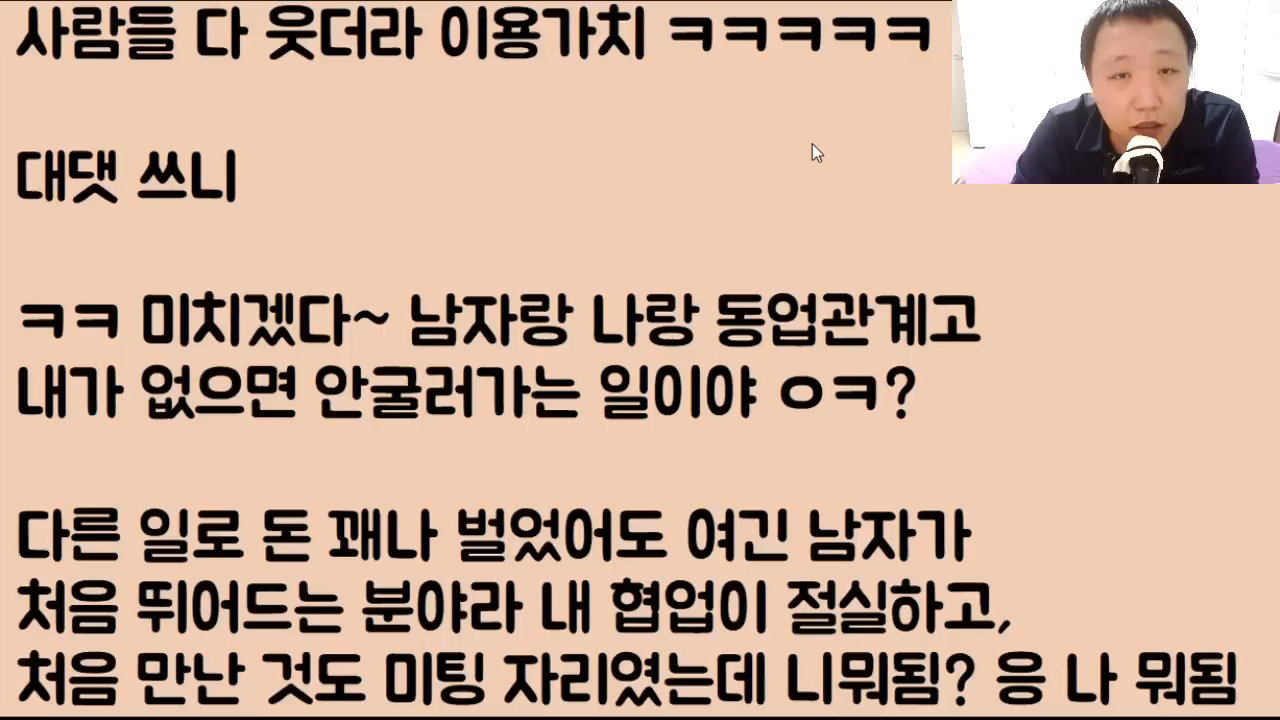 사람들 다 웃더라 이용가치 ㅋㅋㅋㅋㅋ
대댓 쓰니
ㅋㅋ 미치겠다~ 남자랑 나랑 동업관계고
내가 없으면 안굴러가는 일이야 ㅇㅋ?
다른 일로 돈 꽤나 벌었어도 여긴 남자가
처음 뛰어드는 분야라 내 협업이 절실하고,
처음 만난 것도 미팅 자리였는데 니뭐됨? 응 나 뭐됨